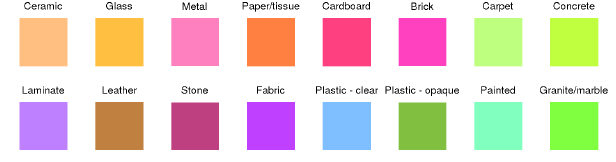 Ceramic Glass Metal Paper/tissue Cardboard Brick Carpet Concrete
Laminate Leather Stone Fabric Plastic - clear Plastic - opaque Painted Granite/marble